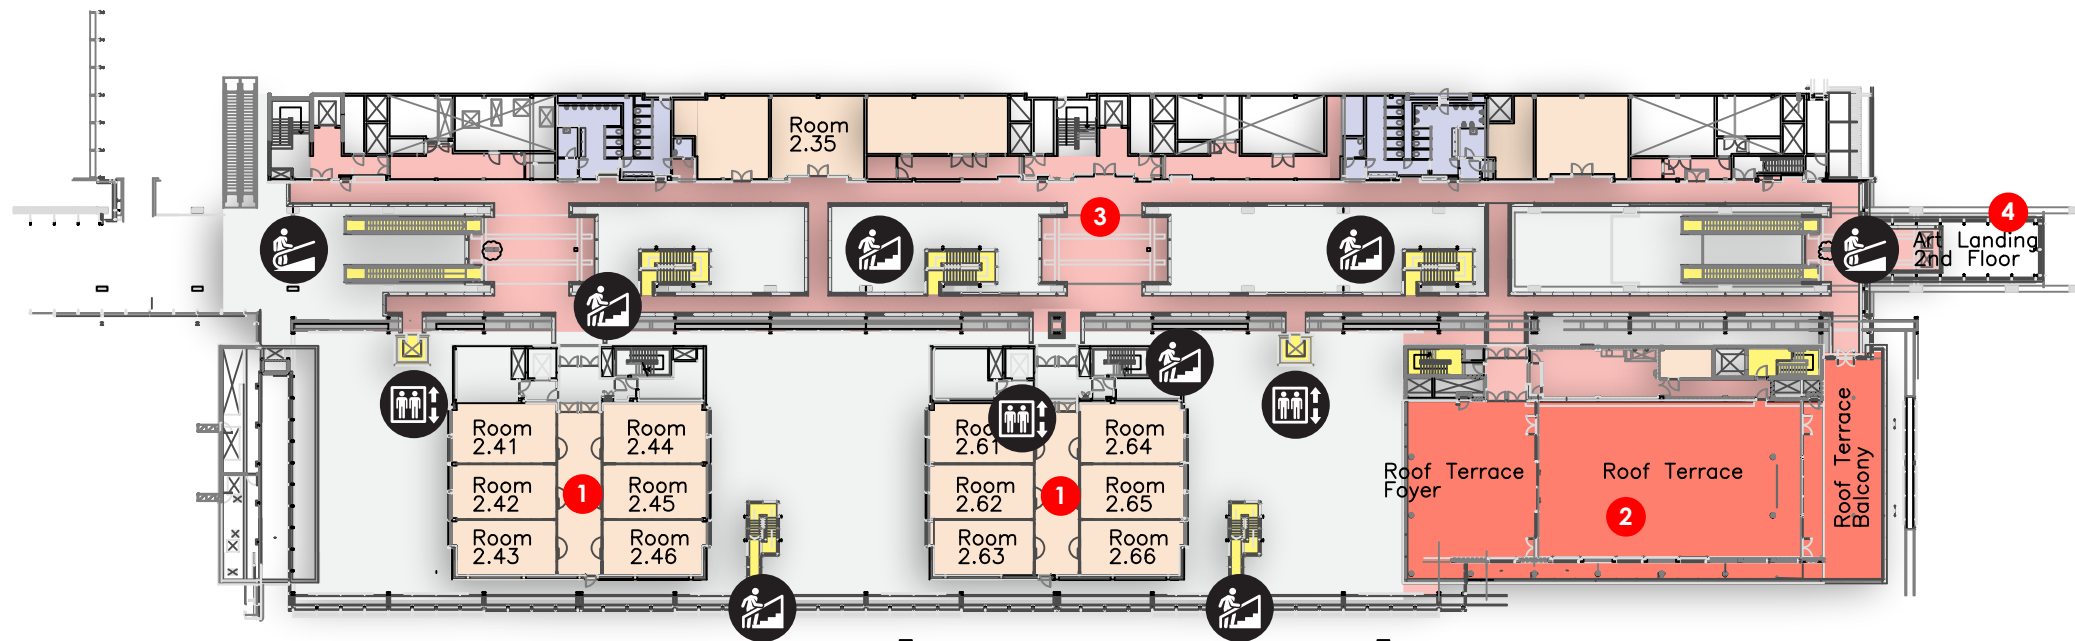 Room
2.35
3
4
Art Landing
2nd Floor
Room
2.41
Room
2.44
Room
2.61
Room
2.64
Room
2.42
1
Room
2.45
Room
2.62
1
Room
2.65
Room
2.43
Room
2.46
Room
2.63
Room
2.66
Roof Terrace
Foyer
Roof Terrace
2
Roof Terrace
Balcony